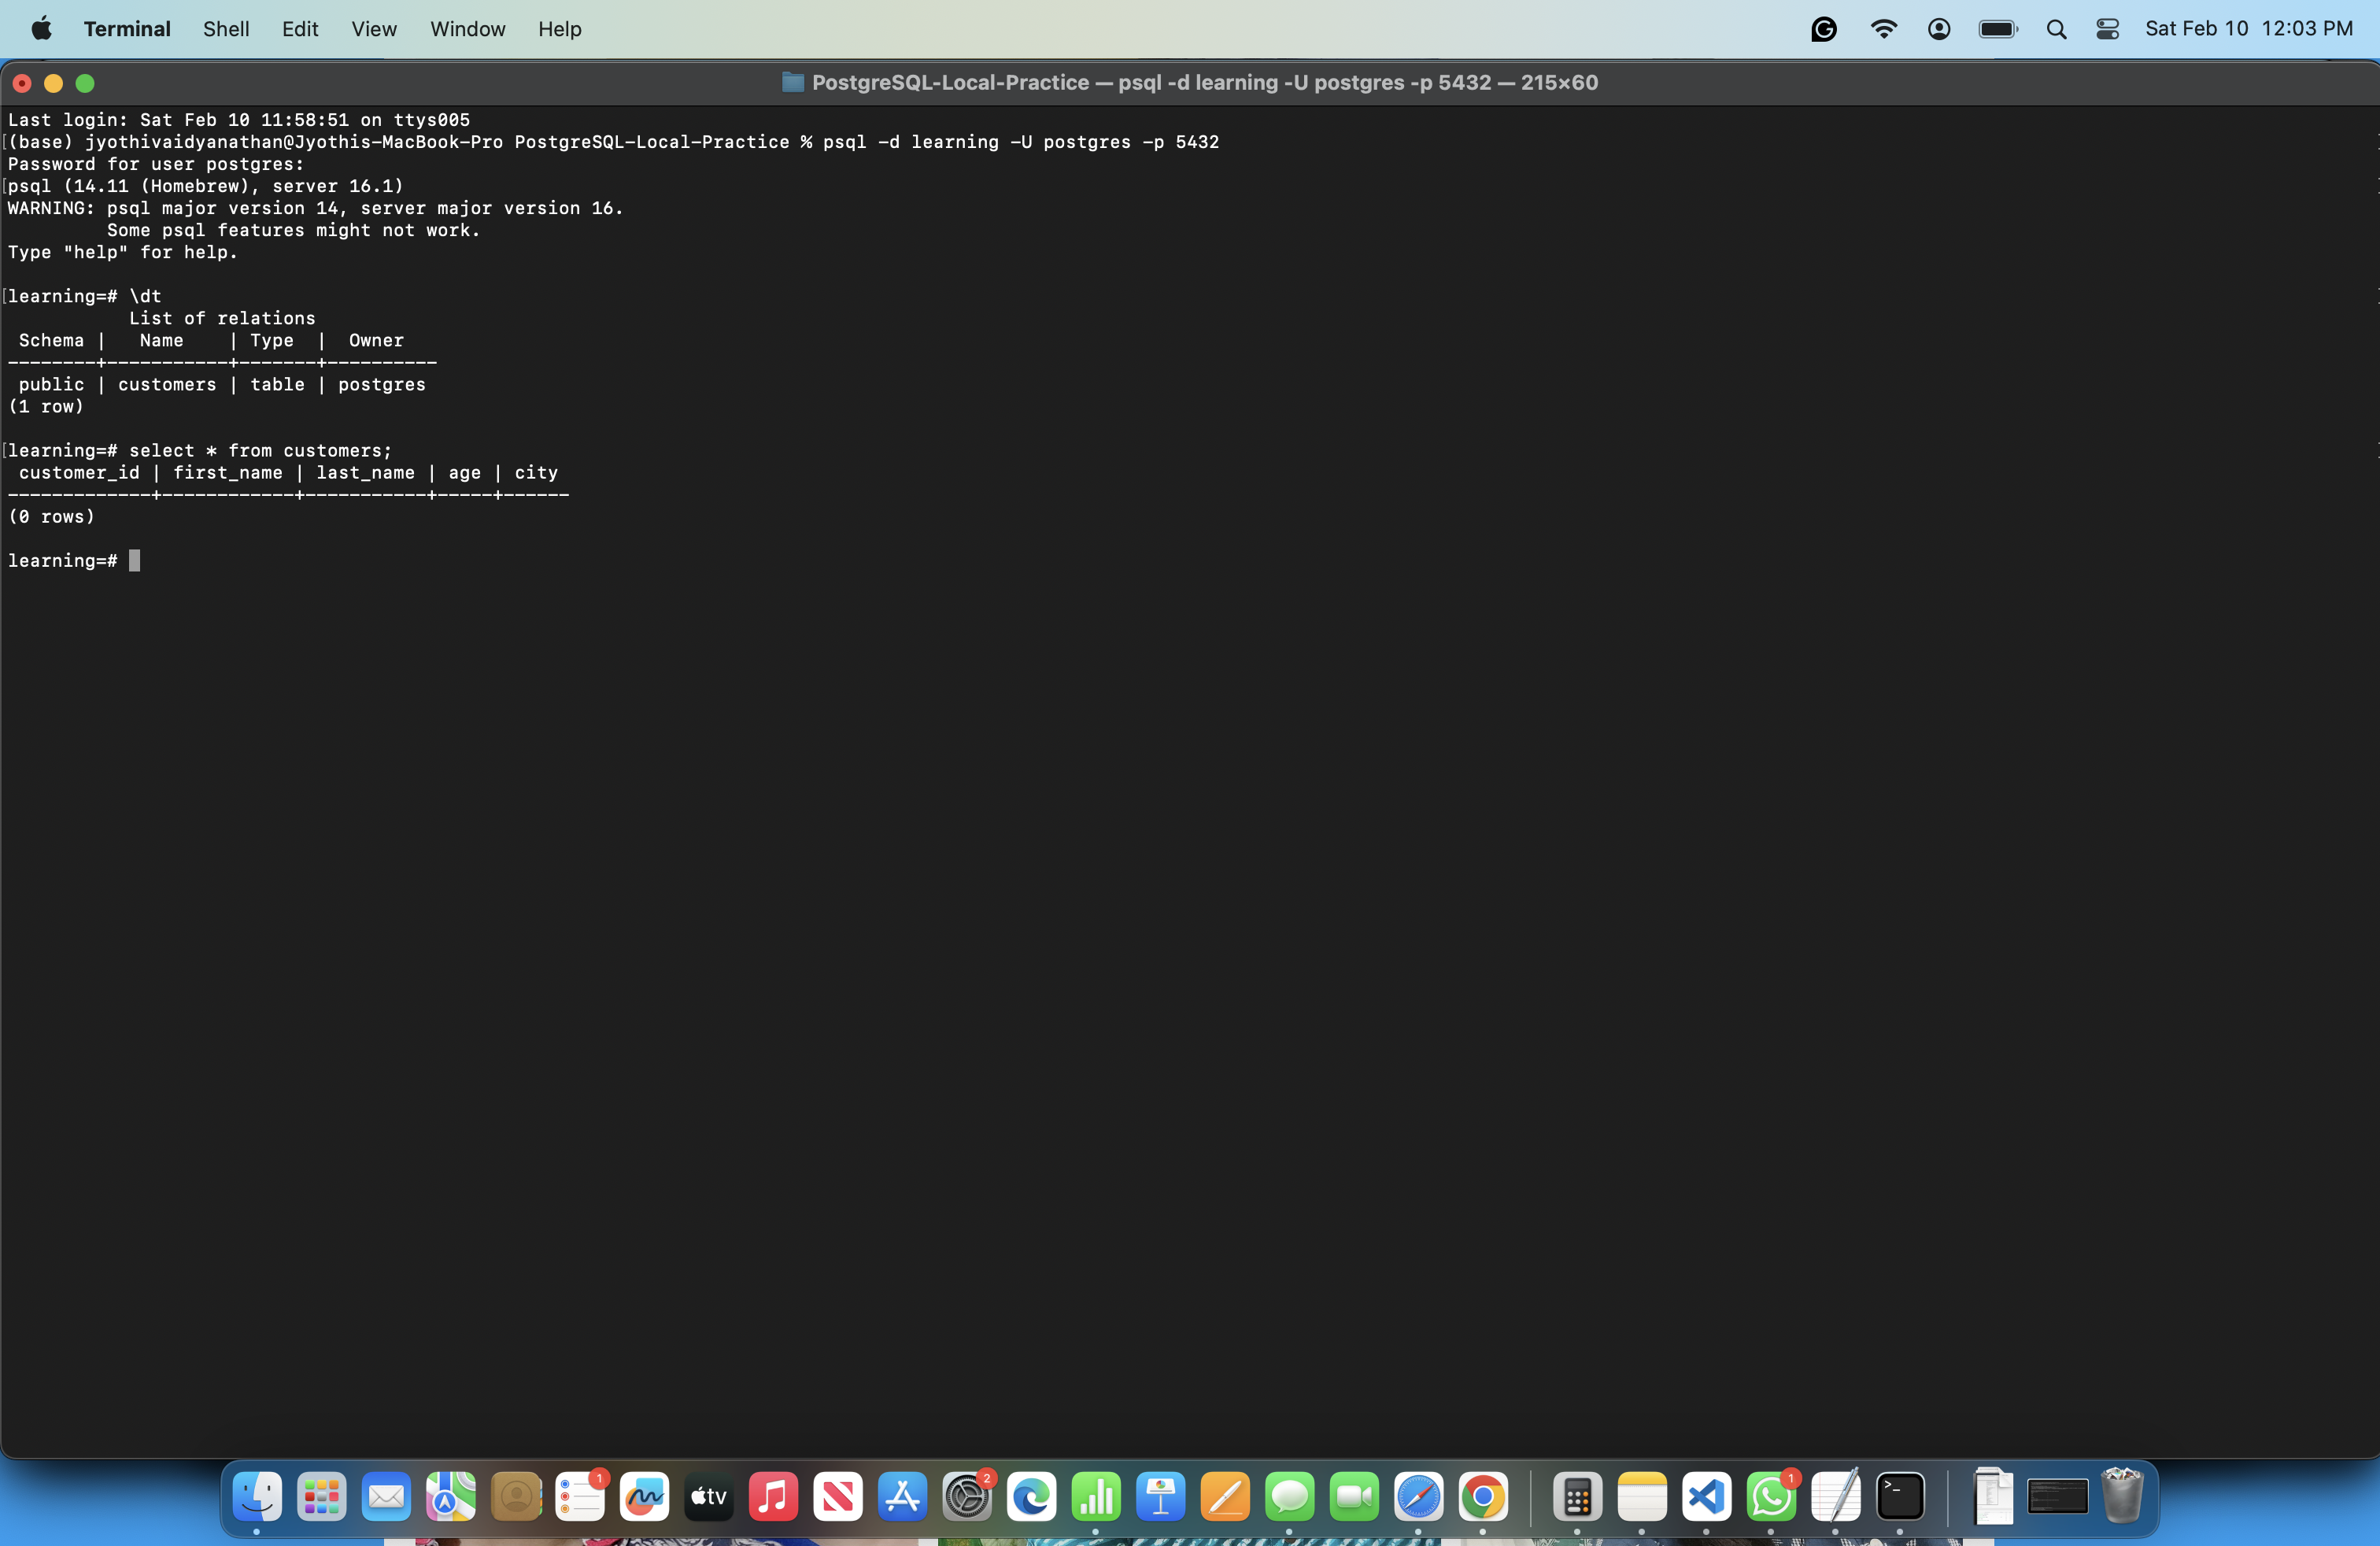 Terminal Shell Edit View Window Help Sat Feb 10 12:03 PM
PostgreSQL-Local-Practice — psql -d learning -U postgres -p 5432 — 215×60
Last login: Sat Feb 10 11:58:51 on ttys005
[(base) jyothivaidyanathan@Jyothis-MacBook-Pro PostgreSQL-Local-Practice % psql -d learning -U postgres -p 5432
Password for user postgres:
[psql (14.11 (Homebrew), server 16.1)
WARNING: psql major version 14, server major version 16.
         Some psql features might not work.
Type "help" for help.
[learning=# \dt
           List of relations
 Schema |   Name    | Type  |  Owner
--------+-----------+-------+----------
 public | customers | table | postgres
(1 row)
[learning=# select * from customers;
 customer_id | first_name | last_name | age | city
-------------+------------+-----------+-----+------
(0 rows)
learning=#
1 tv 2 1 >_